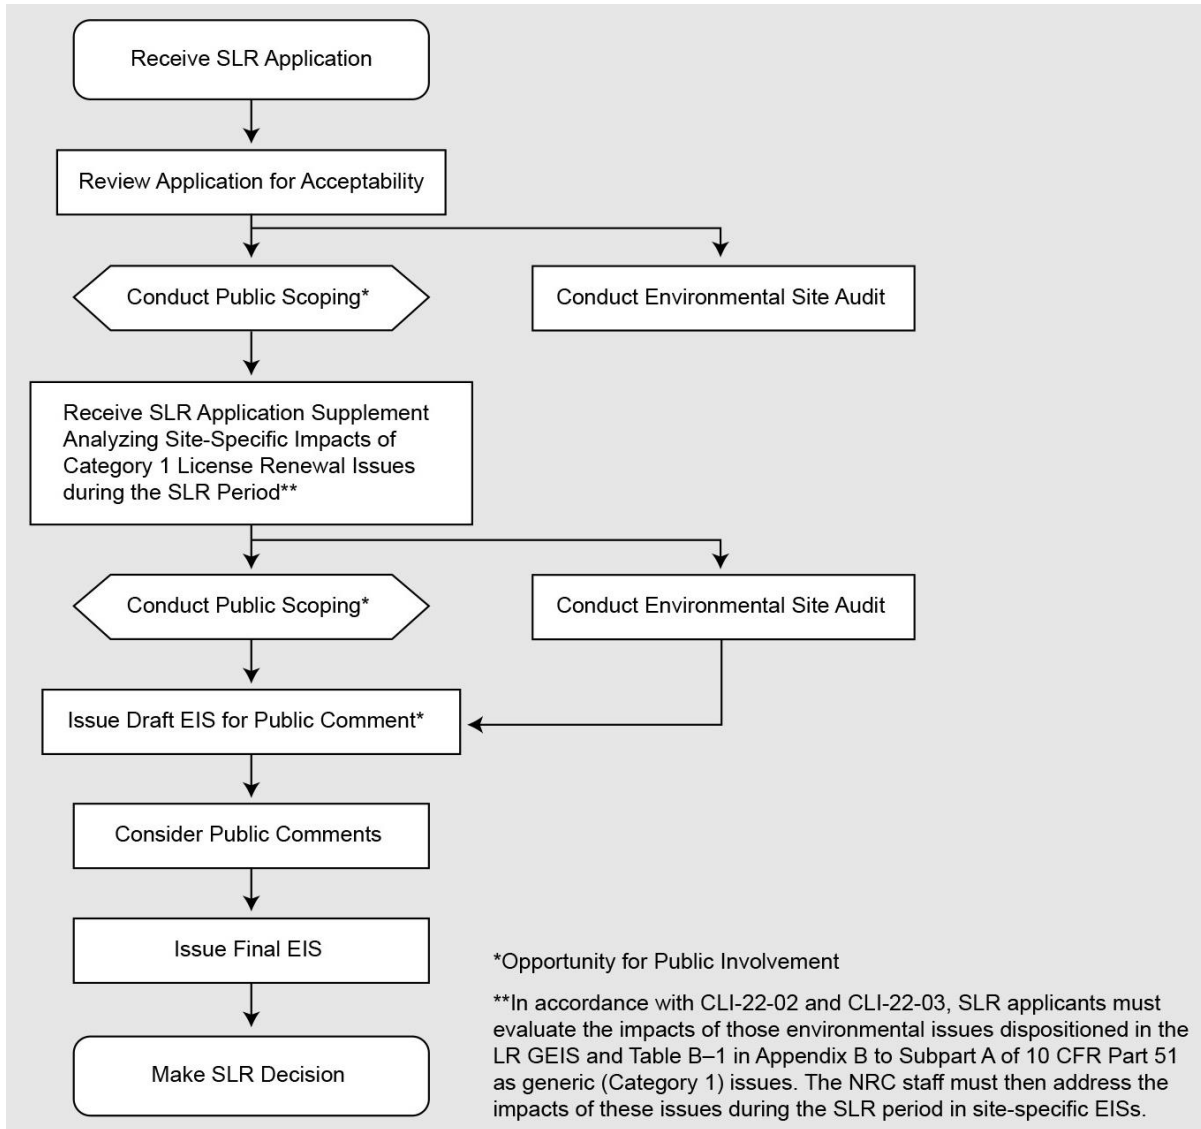 Receive SLR Application
Review Application for Acceptability
Conduct Public Scoping*
Conduct Environmental Site Audit
Receive SLR Application Supplement
Analyzing Site-Specific Impacts of
Category 1 License Renewal Issues
during the SLR Period**
Conduct Public Scoping*
Conduct Environmental Site Audit
Issue Draft EIS for Public Comment*
Consider Public Comments
Issue Final EIS
Make SLR Decision
*Opportunity for Public Involvement
**In accordance with CLI-22-02 and CLI-22-03, SLR applicants must
evaluate the impacts of those environmental issues dispositioned in the
LR GEIS and Table B–1 in Appendix B to Subpart A of 10 CFR Part 51
as generic (Category 1) issues. The NRC staff must then address the
impacts of these issues during the SLR period in site-specific EISs.